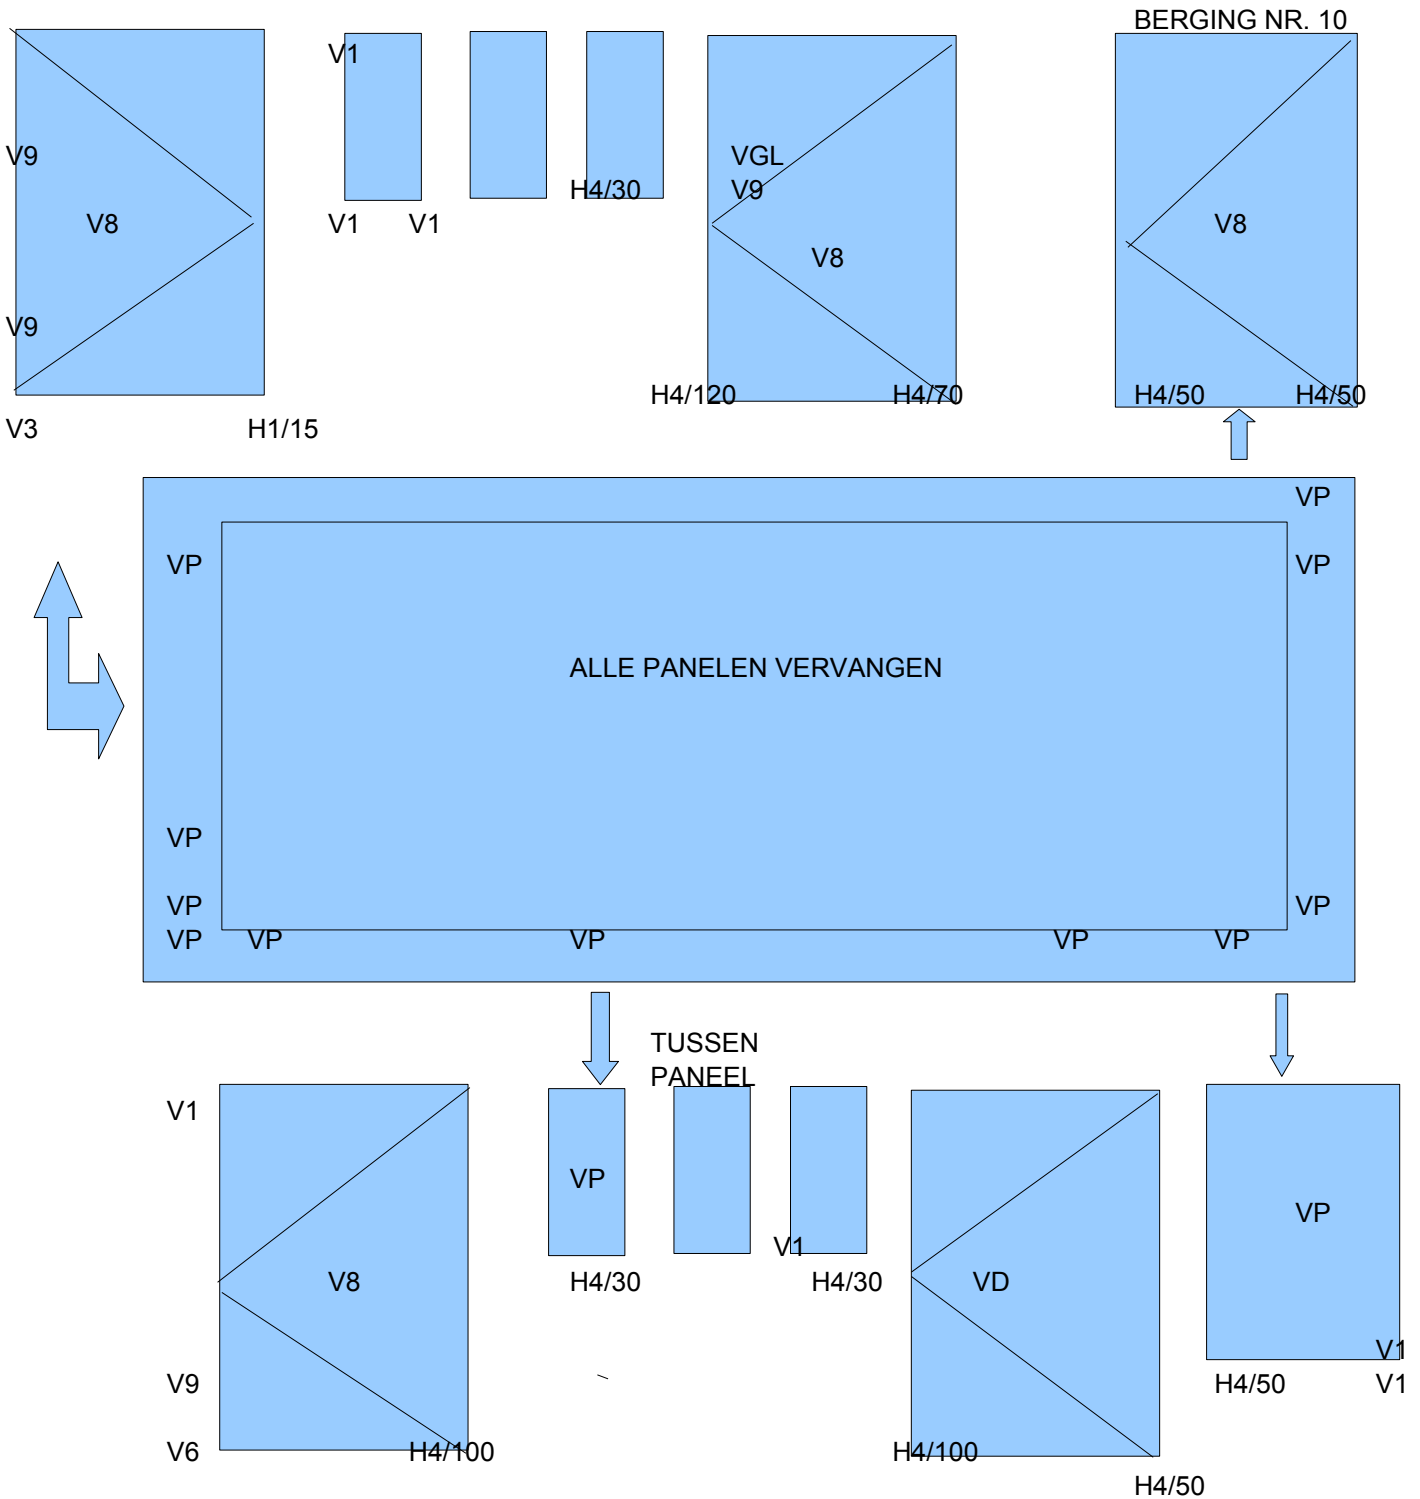 BERGING NR. 10
V1
V9 VGL
H4/30 V9
V8 V1 V1 V8
V8
V9
H4/120 H4/70 H4/50 H4/50
V3 H1/15
VP
VP VP
ALLE PANELEN VERVANGEN
VP
VP VP
VP VP VP VP VP
TUSSEN
PANEEL
V1
VP
VP
V1
V8 H4/30 H4/30 VD
V1
V9 H4/50 V1
V6 H4/100 H4/100
H4/50